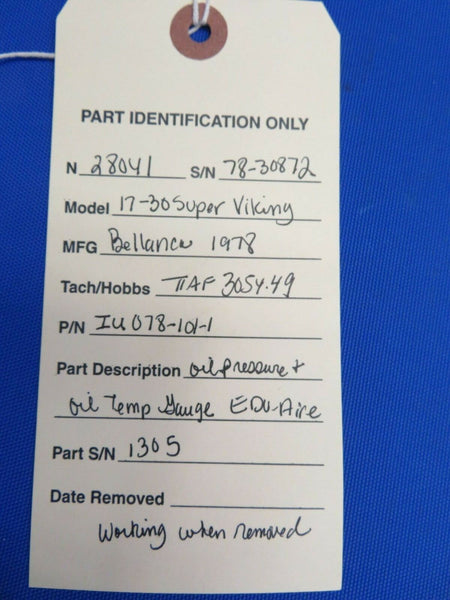 PART IDENTIFICATION ONLY
N 28041 S/N 78-30872
Model 17-30 Super Viking
MFG Bellanca 1978
Tach/Hobbs TTAF 3054.49
P/N IU078-101-1
Part Description oil pressure +
oil Temp Gauge EDU-Aire
Part S/N 1305
Date Removed
Working when removed